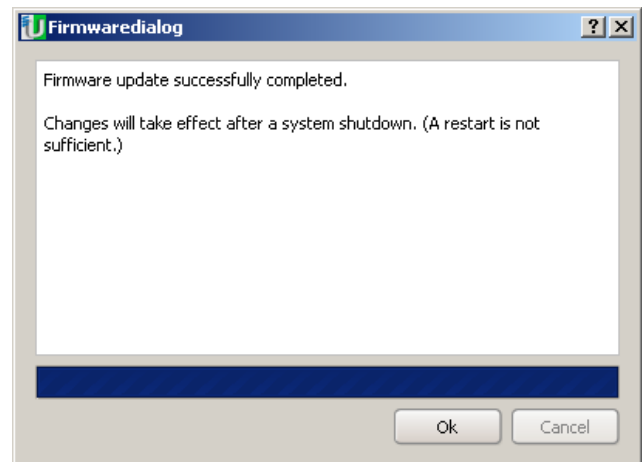 Firmwaredialog
Firmware update successfully completed.
Changes will take effect after a system shutdown. (A restart is not
sufficient.)
Ok
Cancel